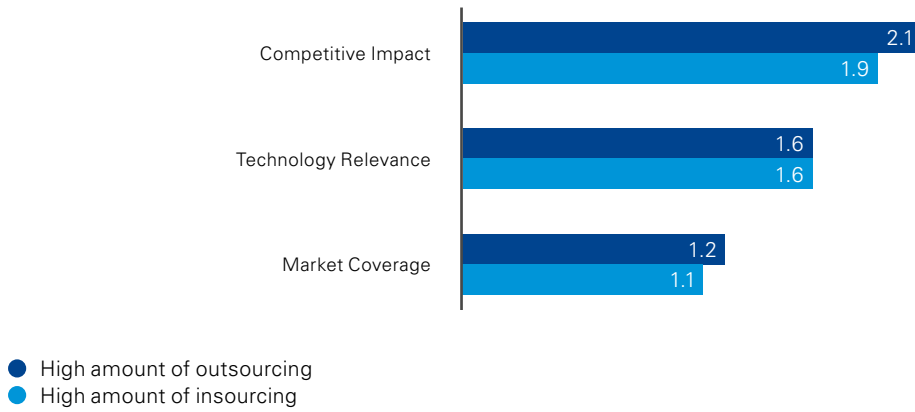 Competitive Impact
2.1
1.9
Technology Relevance
1.6
1.6
Market Coverage
1.2
1.1
High amount of outsourcing
High amount of insourcing